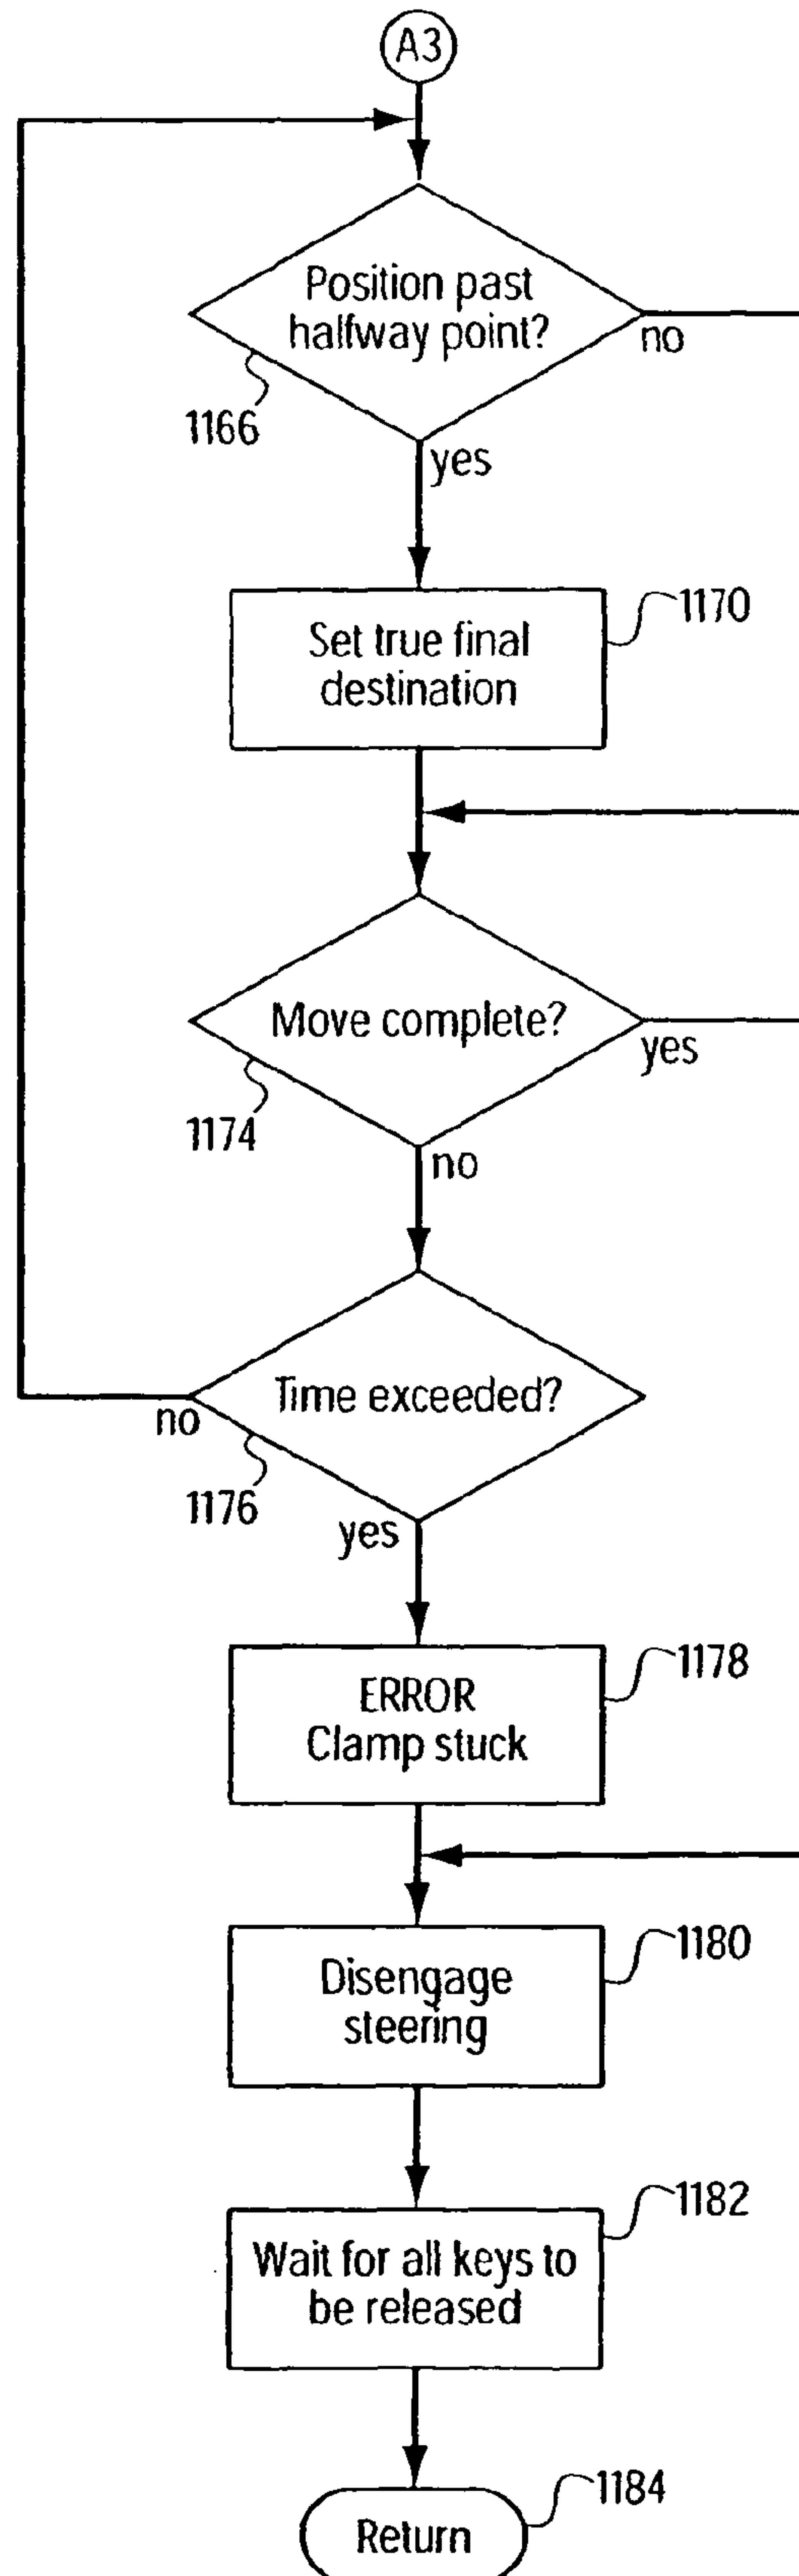 A3
Position past
halfway point?
no
1166
yes
1170
Set true final
destination
Move complete?
yes
1174
no
Time exceeded?
no
1176
yes
1178
ERROR
Clamp stuck
1180
Disengage
steering
1182
Wait for all keys to
be released
1184
Return